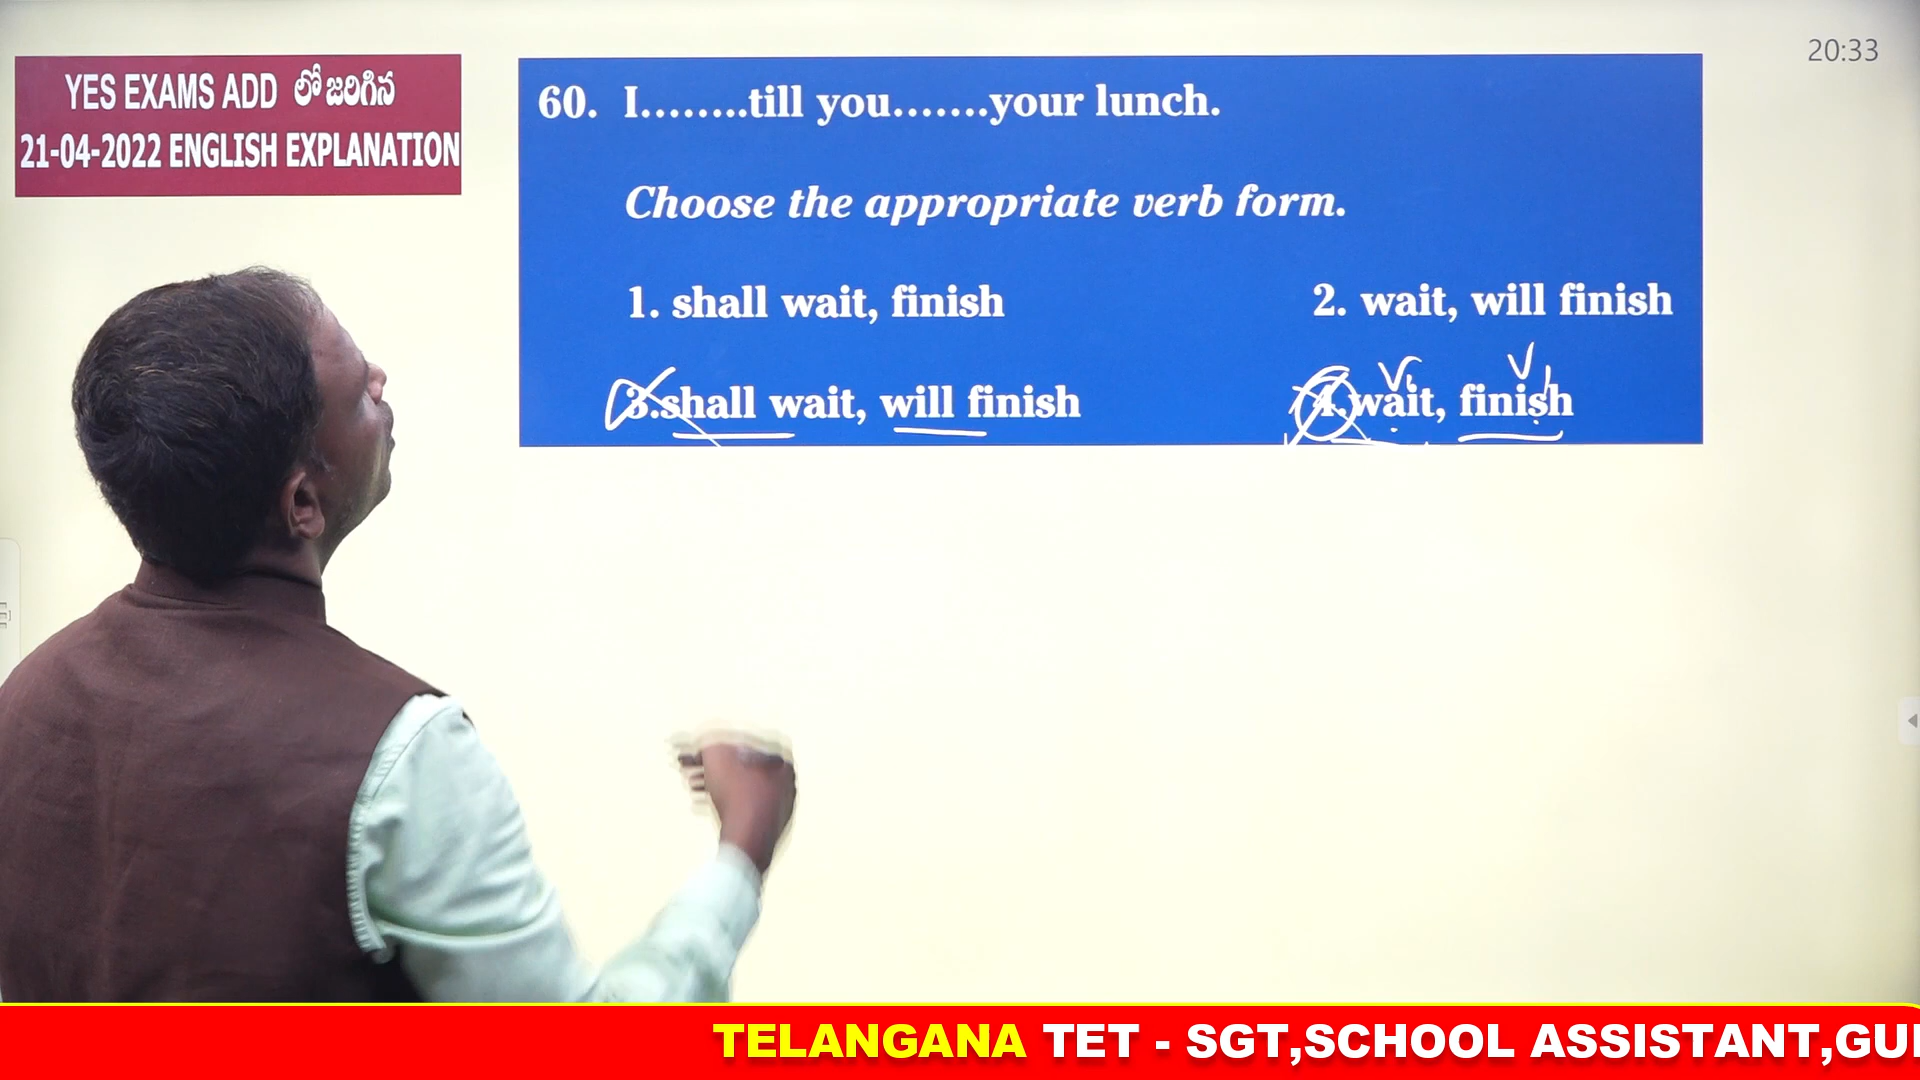 YES EXAMS ADD లో జరిగిన
21-04-2022 ENGLISH EXPLANATION
20:33
60. I........till you.......your lunch.
Choose the appropriate verb form.
1. shall wait, finish
2. wait, will finish
3.shall wait, will finish
4.wait, finish
V1 V1
TELANGANA TET - SGT,SCHOOL ASSISTANT,GU